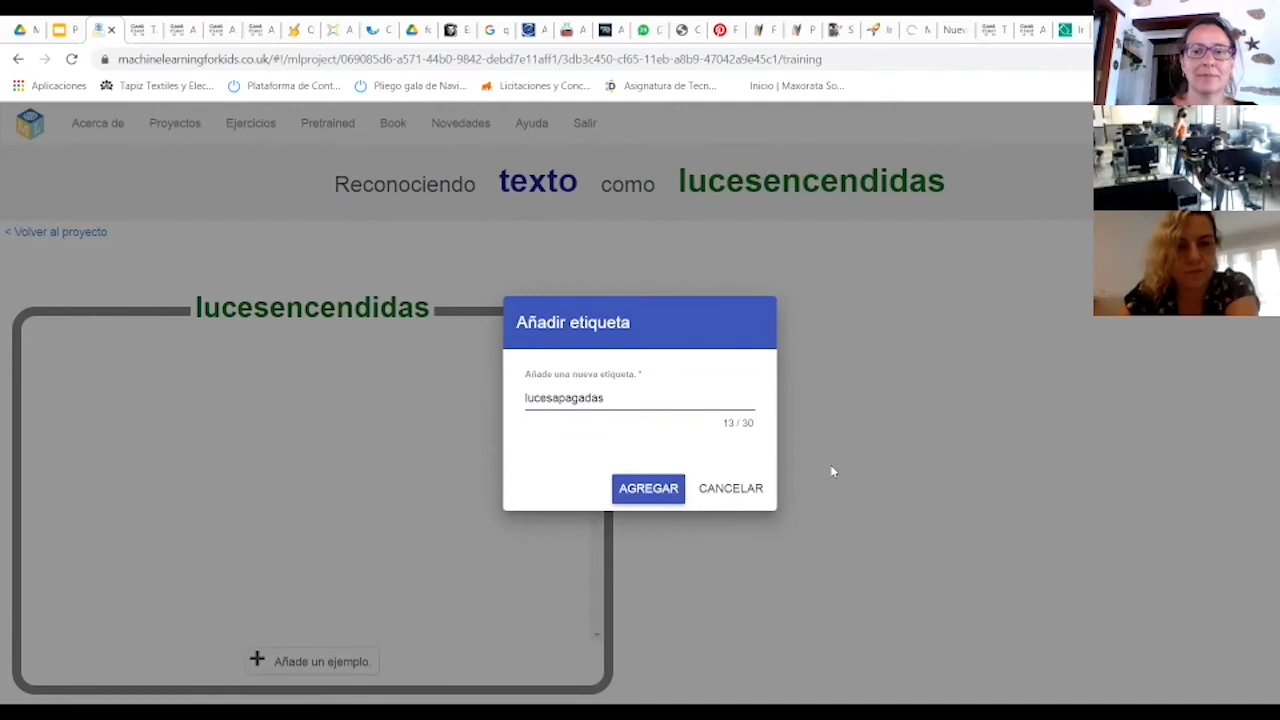 machinelearningforkids.co.uk/#!/mlproject/069085d6-a571-44b0-9842-debd7e11aff1/3db3c450-cf65-11eb-a8b9-47042a9e45c1/training
Aplicaciones Tapiz Textiles y Elec... Plataforma de Cont... Pliego gala de Navi... Licitaciones y Conc... Asignatura de Tecn... Inicio | Maxorata So...
Acerca de Proyectos Ejercicios Pretrained Book Novedades Ayuda Salir
Reconociendo texto como lucesencendidas
< Volver al proyecto
lucesencendidas
Añadir etiqueta
Añade una nueva etiqueta. *
lucesapagadas
13 / 30
AGREGAR CANCELAR
+ Añade un ejemplo.